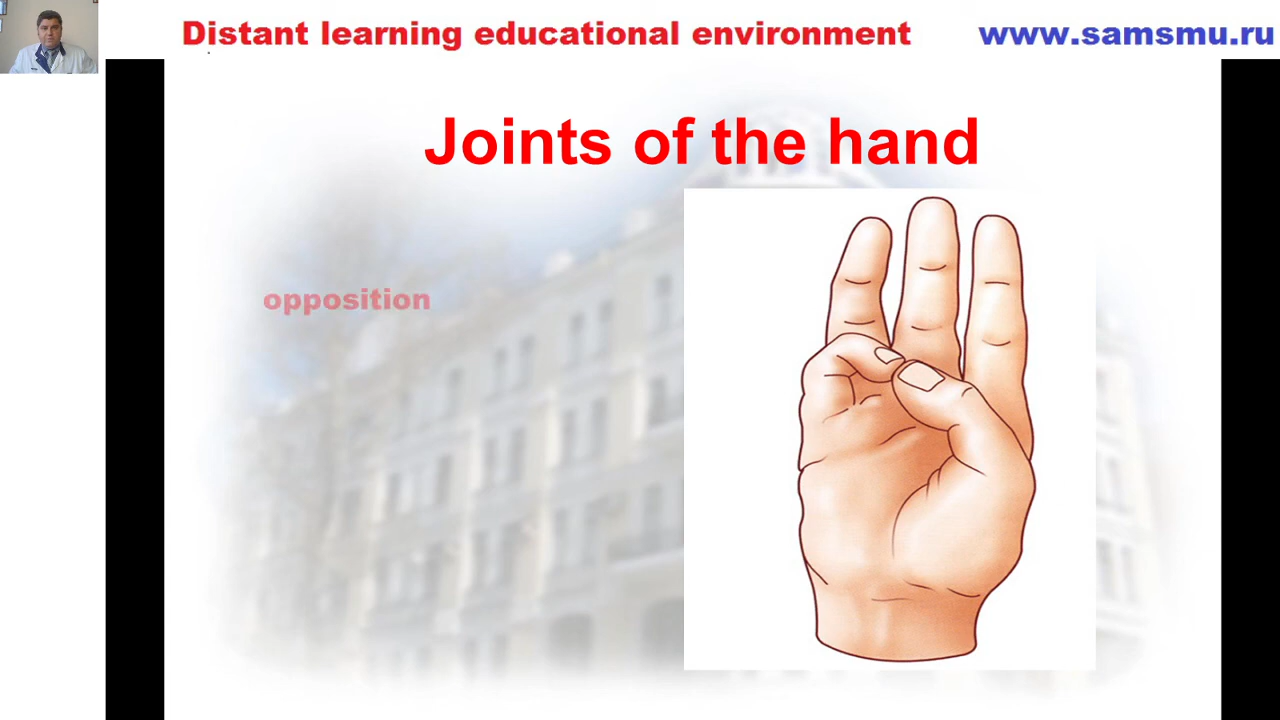 Distant learning educational environment
www.samsmu.ru
Joints of the hand
opposition